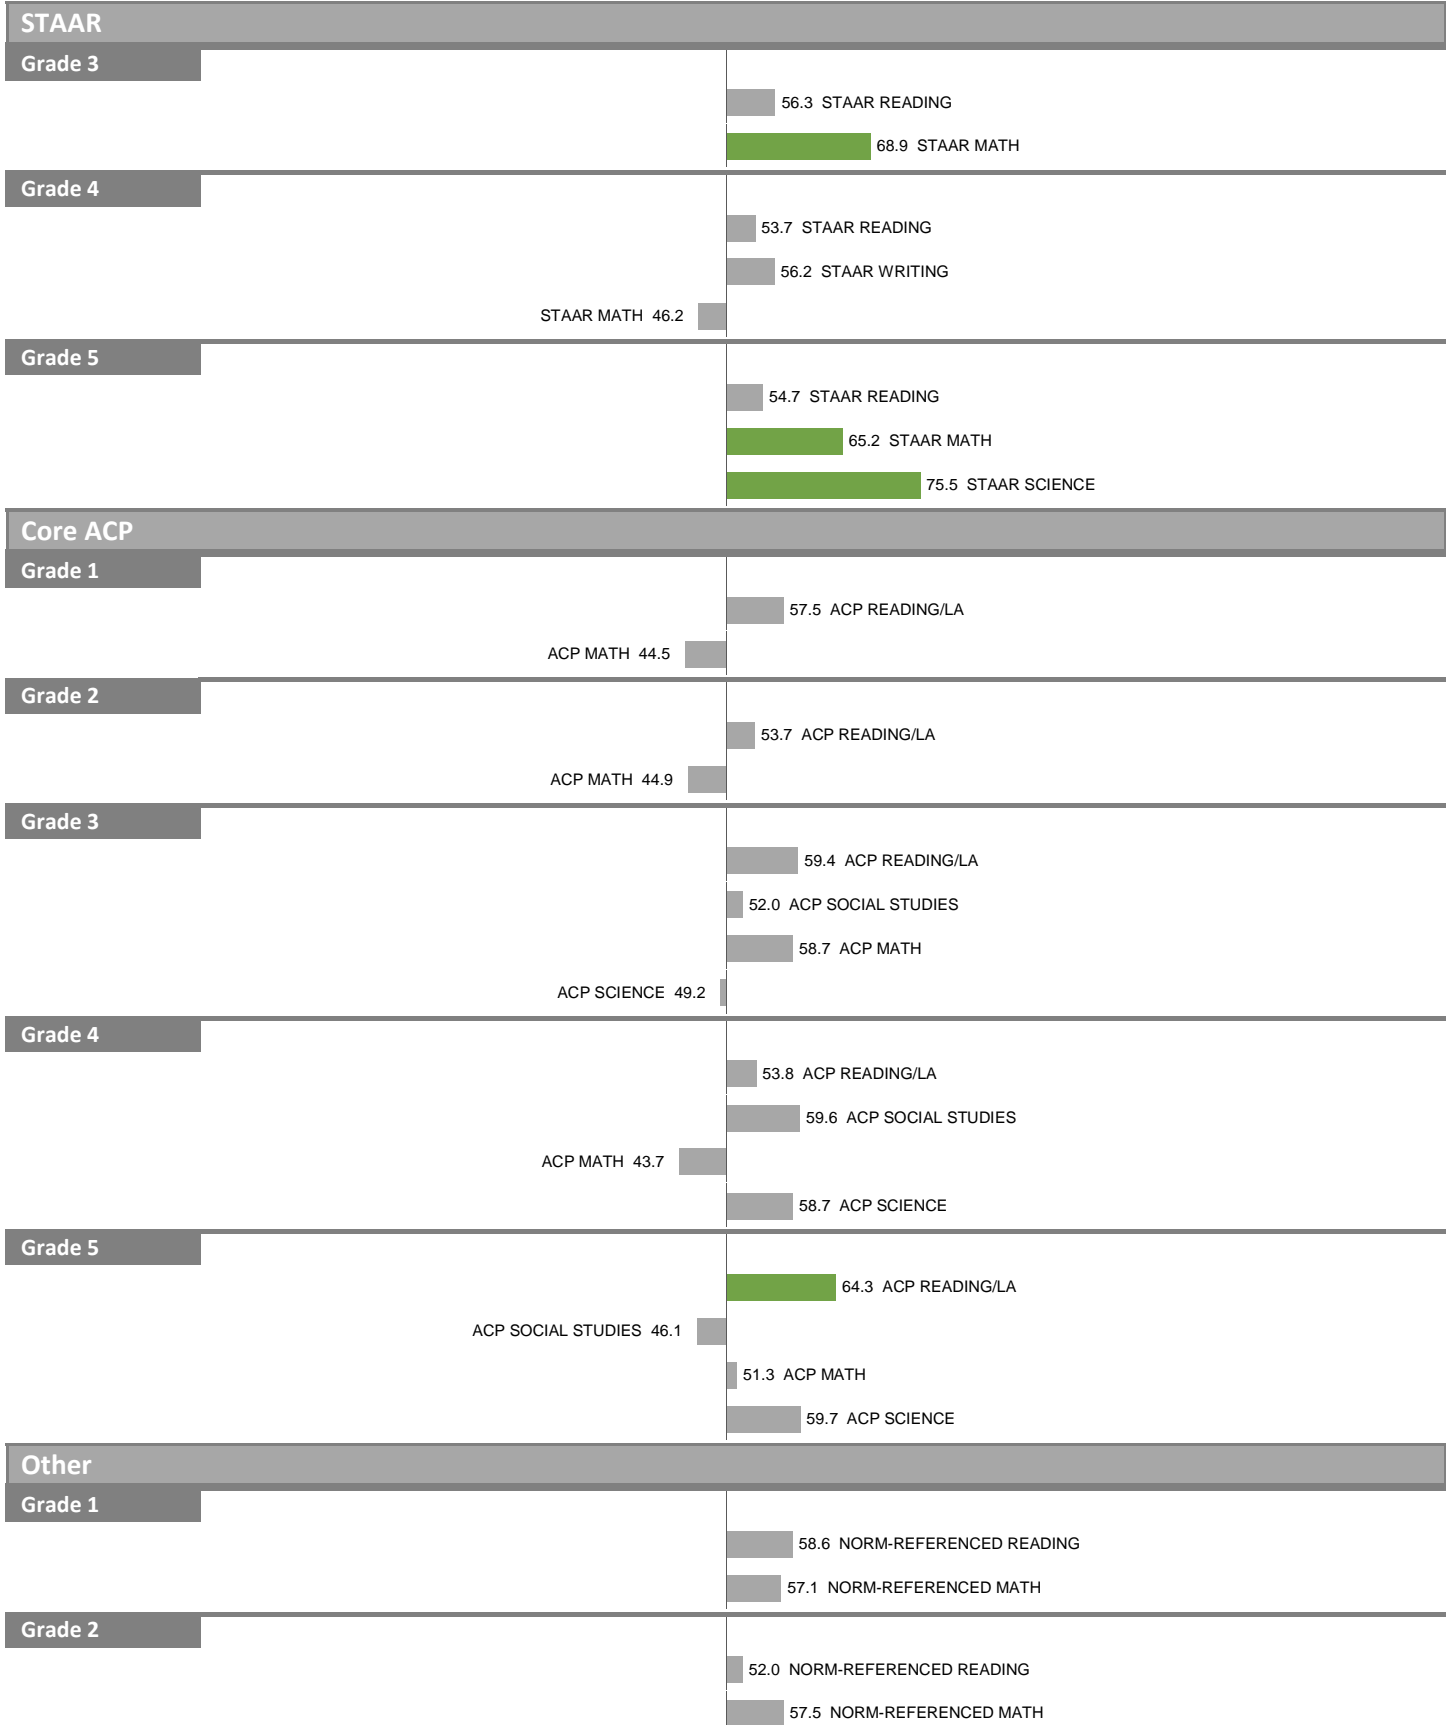 STAAR
Grade 3
56.3 STAAR READING
68.9 STAAR MATH
Grade 4
53.7 STAAR READING
56.2 STAAR WRITING
STAAR MATH 46.2
Grade 5
54.7 STAAR READING
65.2 STAAR MATH
75.5 STAAR SCIENCE
Core ACP
Grade 1
57.5 ACP READING/LA
ACP MATH 44.5
Grade 2
53.7 ACP READING/LA
ACP MATH 44.9
Grade 3
59.4 ACP READING/LA
52.0 ACP SOCIAL STUDIES
58.7 ACP MATH
ACP SCIENCE 49.2
Grade 4
53.8 ACP READING/LA
59.6 ACP SOCIAL STUDIES
ACP MATH 43.7
58.7 ACP SCIENCE
Grade 5
64.3 ACP READING/LA
ACP SOCIAL STUDIES 46.1
51.3 ACP MATH
59.7 ACP SCIENCE
Other
Grade 1
58.6 NORM-REFERENCED READING
57.1 NORM-REFERENCED MATH
Grade 2
52.0 NORM-REFERENCED READING
57.5 NORM-REFERENCED MATH